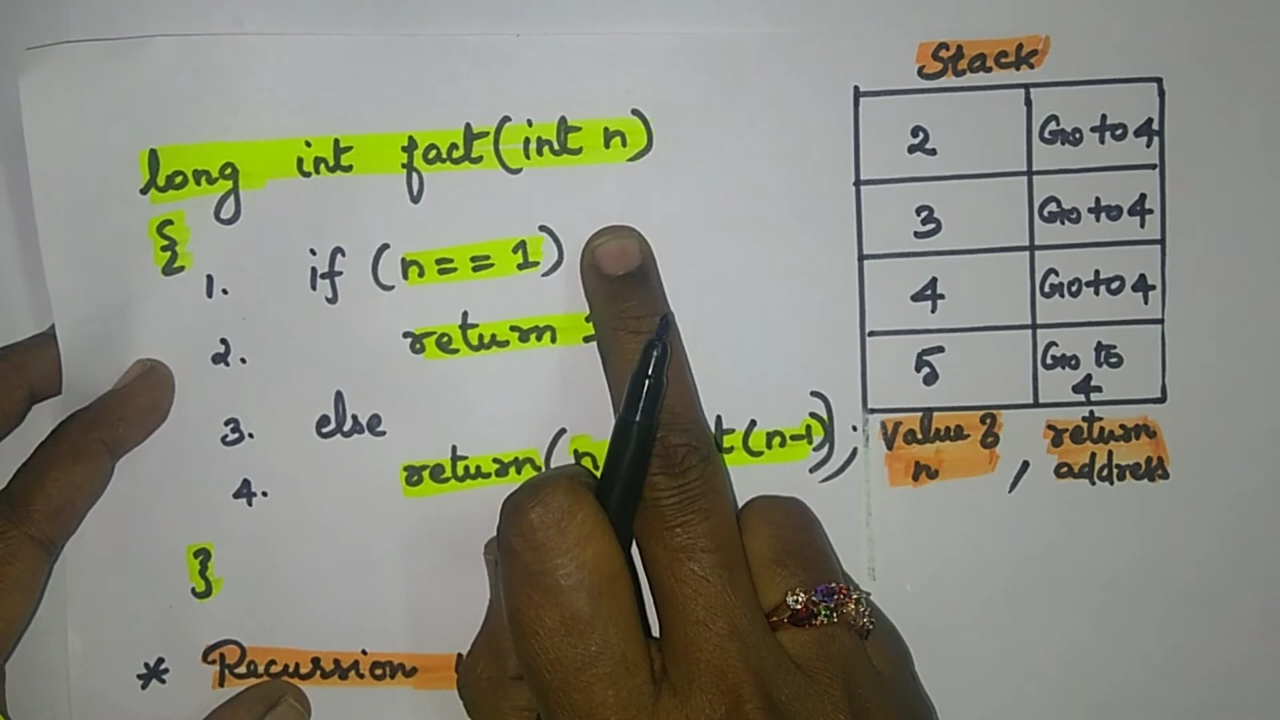 long int fact(int n)
{
1. if (n==1)
2. return
3. else
4. return(n t(n-1));
}
* Recussion
Stack
2 Go to 4
3 Go to 4
4 Go to 4
5 Go to 4
Value of n , return address